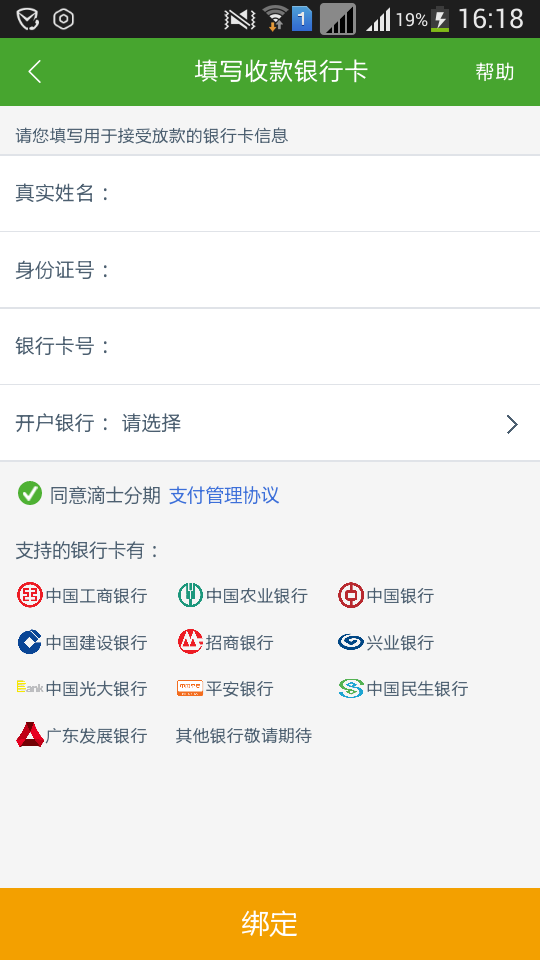 1 19% 16:18
填写收款银行卡 帮助
请您填写用于接受放款的银行卡信息
真实姓名：
身份证号：
银行卡号：
开户银行：请选择
同意滴士分期 支付管理协议
支持的银行卡有：
中国工商银行 中国农业银行 中国银行
中国建设银行 招商银行 兴业银行
Bank中国光大银行 平安银行 中国民生银行
广东发展银行 其他银行敬请期待
绑定